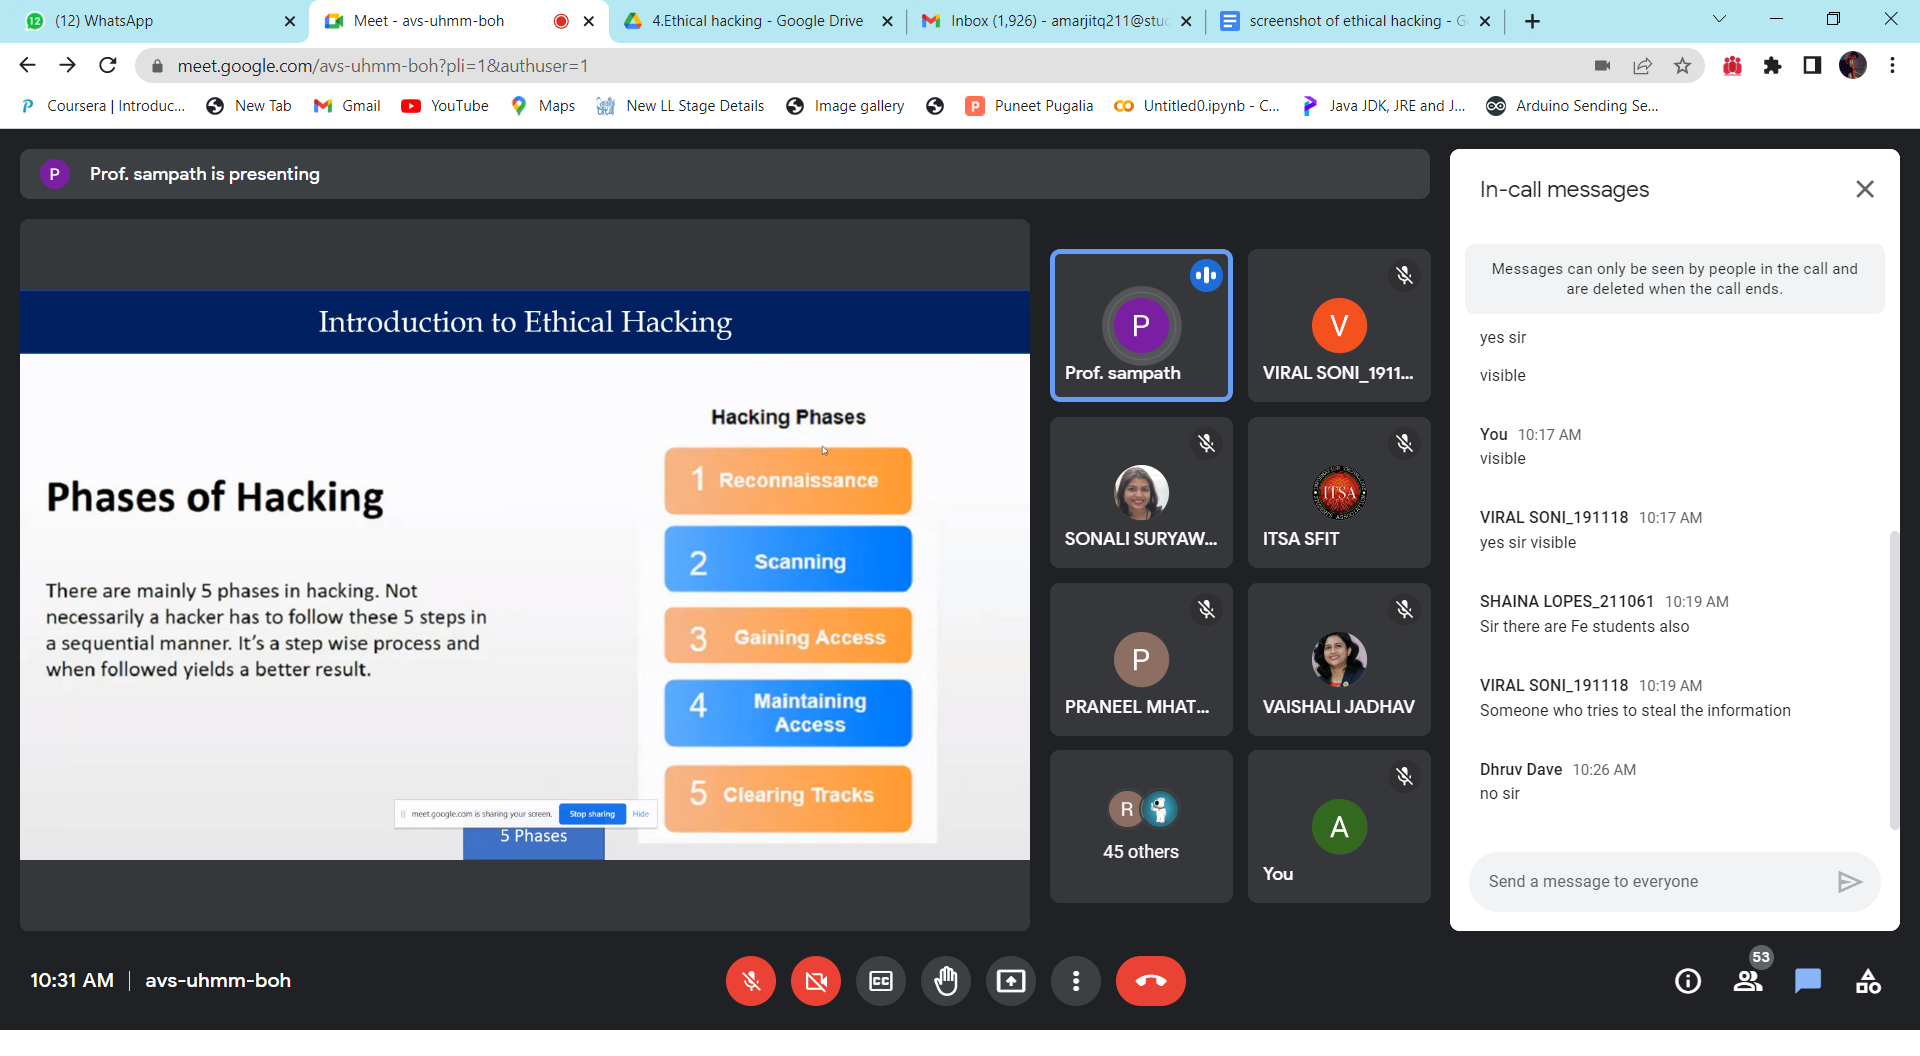 (12) WhatsApp
Meet - avs-uhmm-boh
4.Ethical hacking - Google Drive
Inbox (1,926) - amarjitq211@stuc
screenshot of ethical hacking - G
meet.google.com/avs-uhmm-boh?pli=1&authuser=1
Coursera | Introduc...
New Tab
Gmail
YouTube
Maps
New LL Stage Details
Image gallery
Puneet Pugalia
Untitled0.ipynb - C...
Java JDK, JRE and J...
Arduino Sending Se...
P
Prof. sampath is presenting
Introduction to Ethical Hacking
Phases of Hacking
There are mainly 5 phases in hacking. Not
necessarily a hacker has to follow these 5 steps in
a sequential manner. It's a step wise process and
when followed yields a better result.
Hacking Phases
1 Reconnaissance
2 Scanning
3 Gaining Access
4 Maintaining
Access
5 Clearing Tracks
meet.google.com is sharing your screen.
Stop sharing
Hide
5 Phases
P
Prof. sampath
V
VIRAL SONI_1911...
SONALI SURYAW...
ITSA
ITSA SFIT
P
PRANEEL MHAT...
VAISHALI JADHAV
R
45 others
A
You
In-call messages
Messages can only be seen by people in the call and
are deleted when the call ends.
yes sir
visible
You 10:17 AM
visible
VIRAL SONI_191118 10:17 AM
yes sir visible
SHAINA LOPES_211061 10:19 AM
Sir there are Fe students also
VIRAL SONI_191118 10:19 AM
Someone who tries to steal the information
Dhruv Dave 10:26 AM
no sir
Send a message to everyone
10:31 AM | avs-uhmm-boh
53